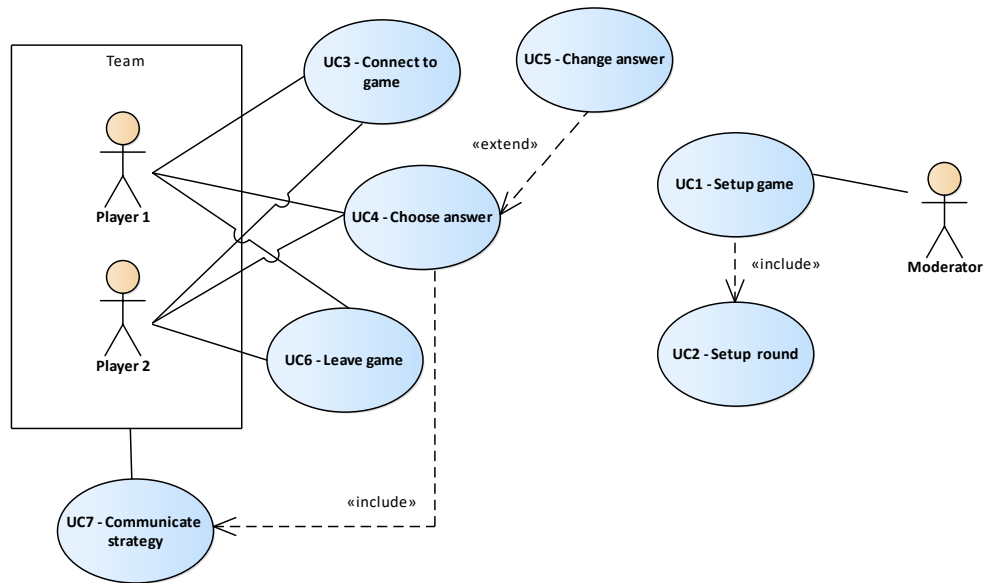 Team
Player 1
Player 2
UC3 - Connect to
game
UC5 - Change answer
«extend»
UC4 - Choose answer
UC6 - Leave game
«include»
UC7 - Communicate
strategy
UC1 - Setup game
«include»
UC2 - Setup round
Moderator